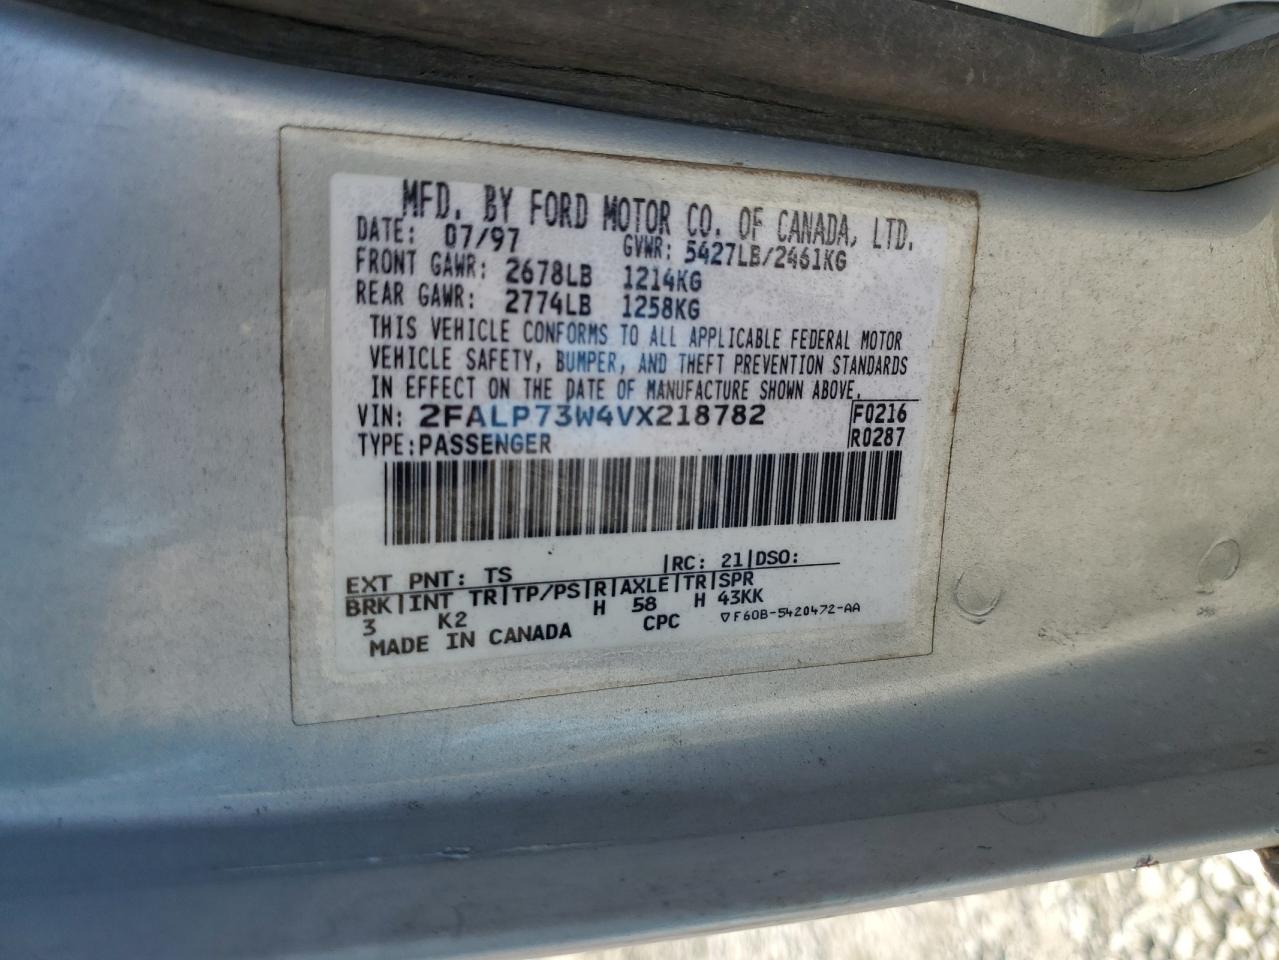 MFD. BY FORD MOTOR CO. OF CANADA, LTD.
DATE: 07/97 GVWR: 5427LB/2461KG
FRONT GAWR: 2678LB 1214KG
REAR GAWR: 2774LB 1258KG
THIS VEHICLE CONFORMS TO ALL APPLICABLE FEDERAL MOTOR
VEHICLE SAFETY, BUMPER, AND THEFT PREVENTION STANDARDS
IN EFFECT ON THE DATE OF MANUFACTURE SHOWN ABOVE.
VIN: 2FALP73W4VX218782 F0216
TYPE: PASSENGER R0287
EXT PNT: TS |RC: 21|DSO:
BRK|INT TR|TP/PS|R|AXLE|TR|SPR
3 K2 H 58 H 43KK
MADE IN CANADA CPC ▽F60B-5420472-AA